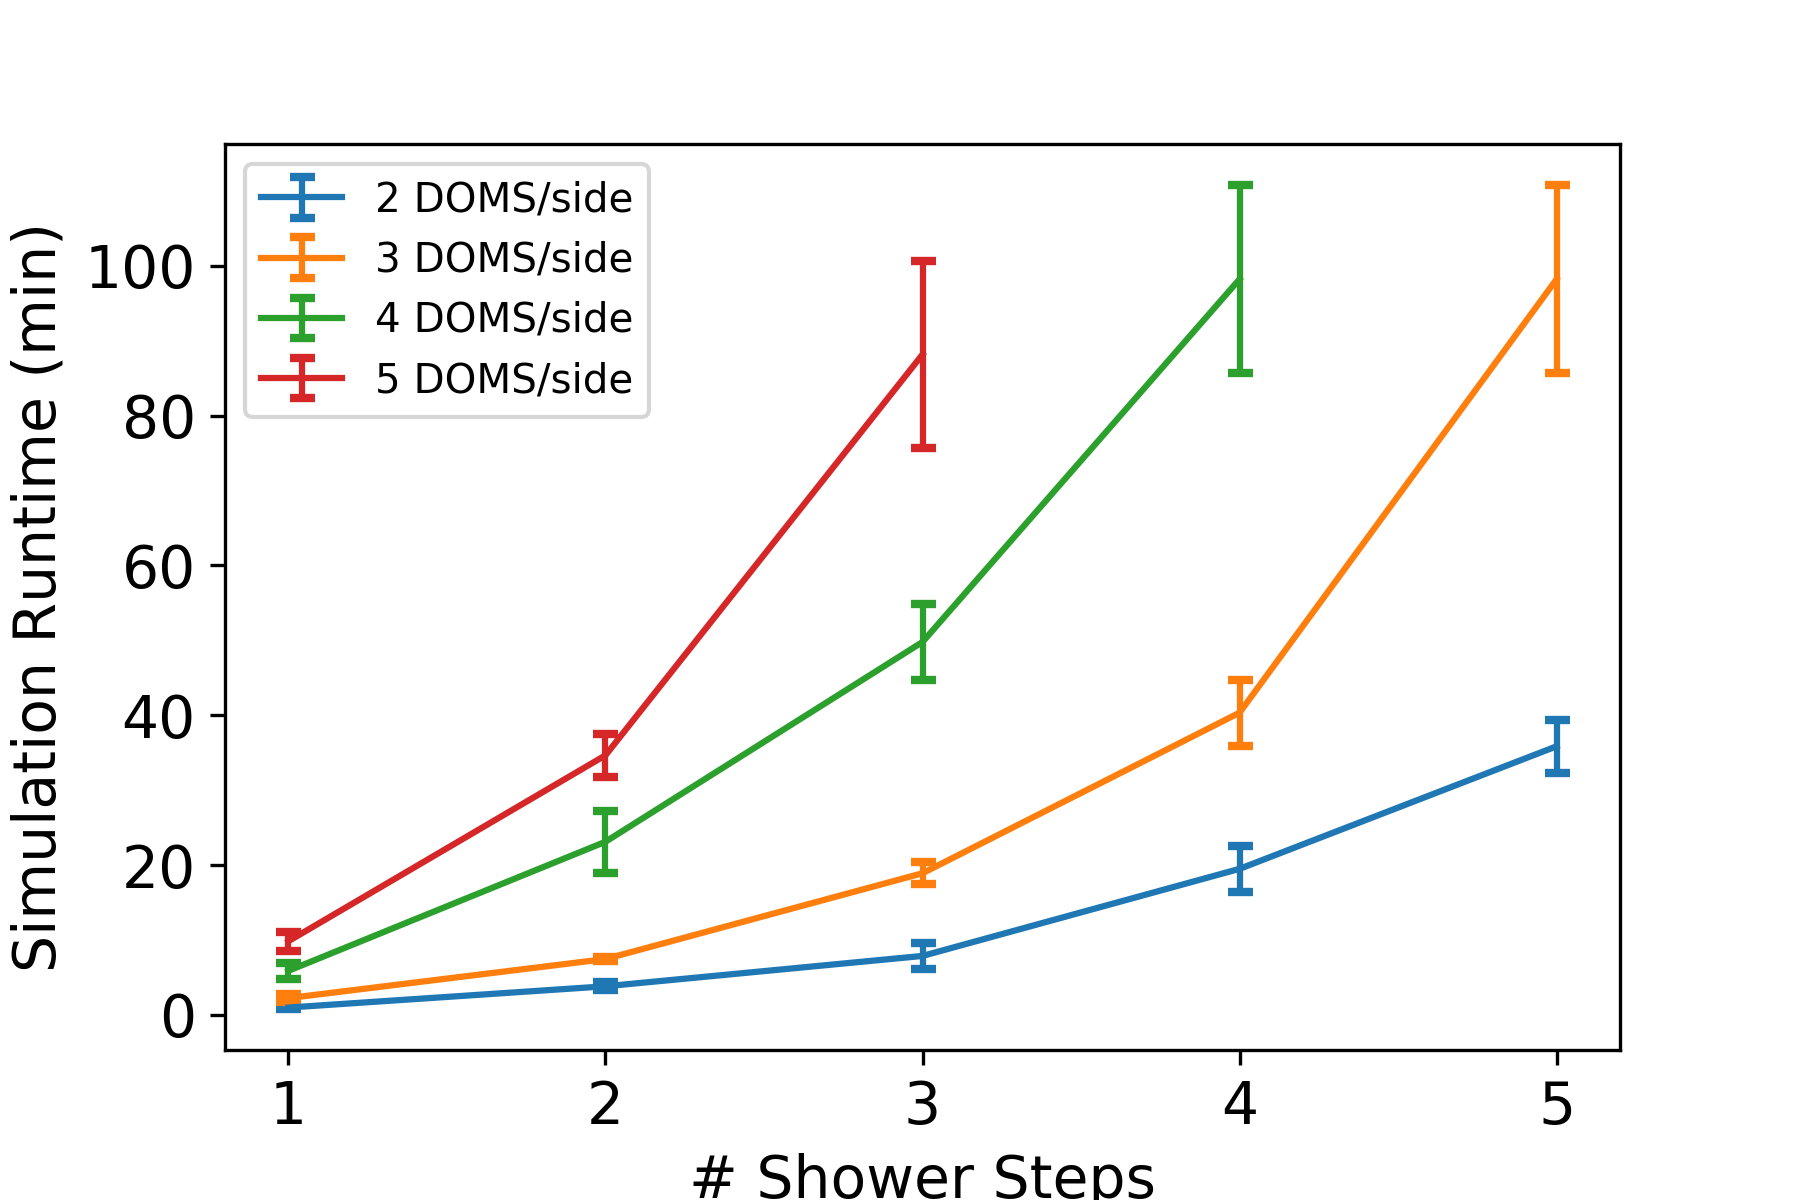 2 DOMS/side
3 DOMS/side
4 DOMS/side
5 DOMS/side
Simulation Runtime (min)
100
80
60
40
20
0
1 2 3 4 5
# Shower Steps